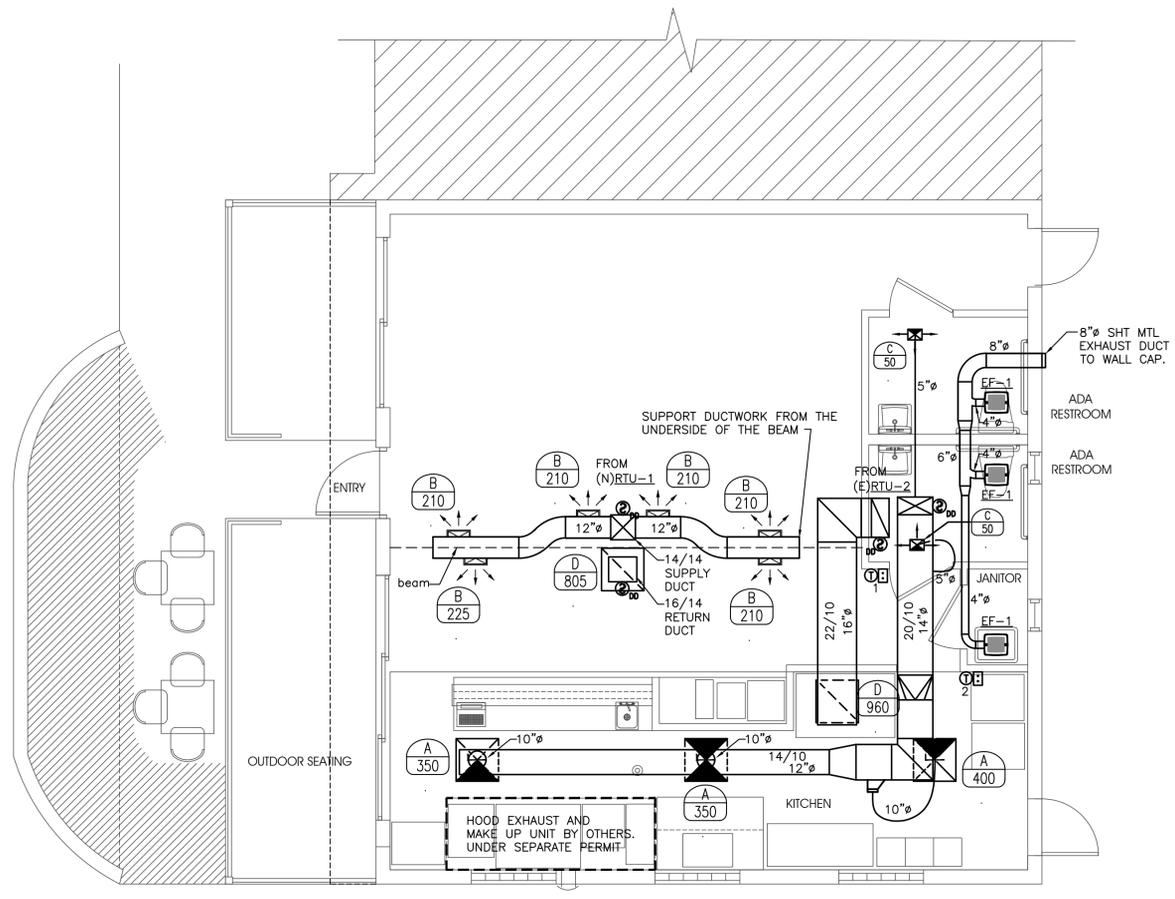 8"ø SHT MTL
EXHAUST DUCT
TO WALL CAP.
8"ø
C
50
EF-1
5"ø
4"ø
ADA
RESTROOM
SUPPORT DUCTWORK FROM THE
UNDERSIDE OF THE BEAM
6"ø
4"ø
ADA
RESTROOM
EF-1
FROM
(E)RTU-2
B
210
B
210
FROM
(N)RTU-1
B
210
B
210
ENTRY
S
DD
S
DD
C
50
12"ø
12"ø
S
DD
beam
D
805
S
DD
14/14
SUPPLY
DUCT
16/14
RETURN
DUCT
B
225
B
210
T
1
5"ø
JANITOR
4"ø
22/10
16"ø
20/10
14"ø
EF-1
T
2
D
960
OUTDOOR SEATING
A
350
10"ø
10"ø
14/10
12"ø
A
400
A
350
KITCHEN
10"ø
HOOD EXHAUST AND
MAKE UP UNIT BY OTHERS.
UNDER SEPARATE PERMIT